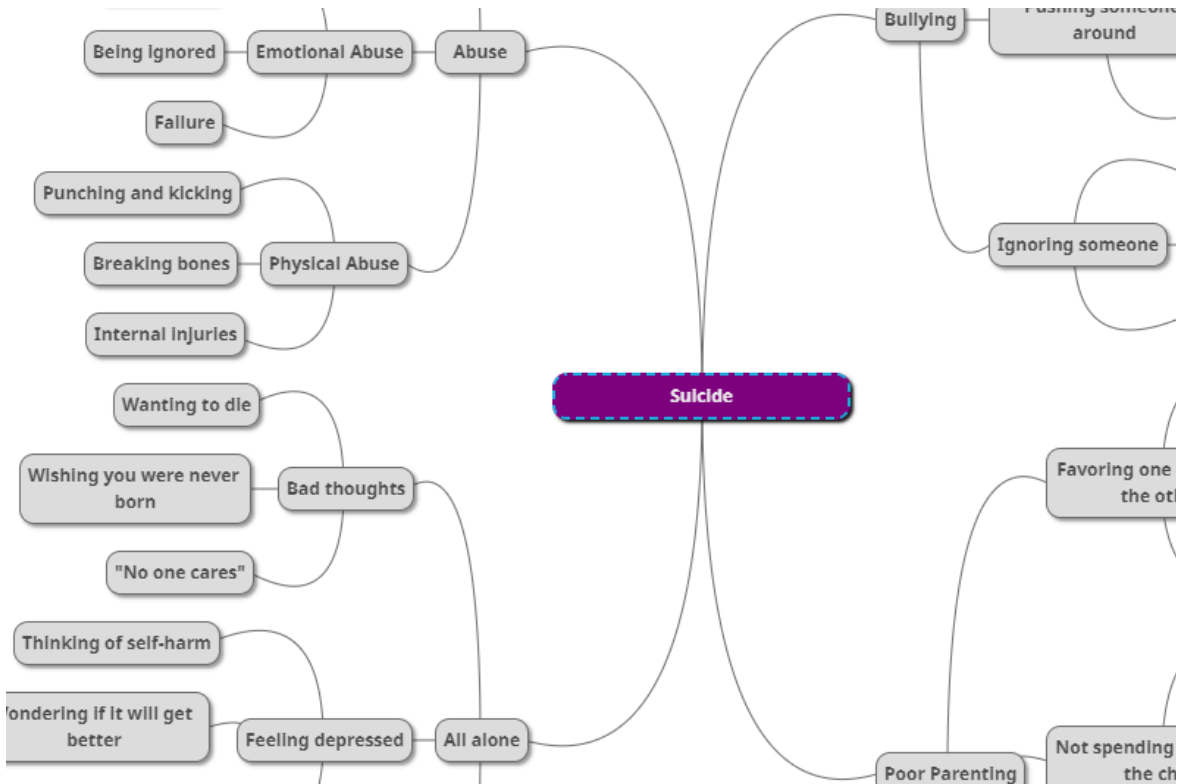 Being ignored
Emotional Abuse
Abuse
Failure
Punching and kicking
Breaking bones
Physical Abuse
Internal injuries
Wanting to die
Wishing you were never
born
Bad thoughts
"No one cares"
Thinking of self-harm
ondering if it will get
better
Feeling depressed
All alone
Suicide
Bullying
Pushing someone
around
Ignoring someone
Favoring one
the
Poor Parenting
Not spending
the